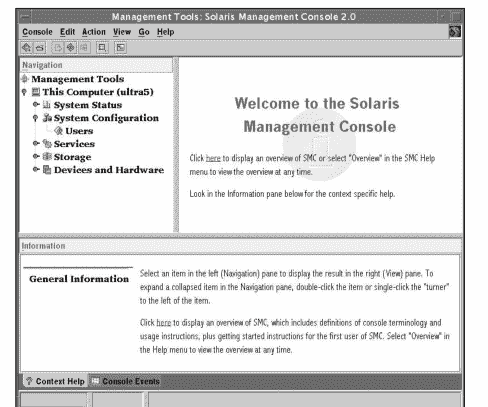 Management Tools: Solaris Management Console 2.0
Console Edit Action View Go Help
Navigation
Management Tools
This Computer (ultra5)
System Status
System Configuration
Users
Services
Storage
Devices and Hardware
Welcome to the Solaris
Management Console
Click here to display an overview of SMC or select "Overview" in the SMC Help
menu to view the overview at any time.
Look in the Information pane below for the context specific help.
Information
General Information
Select an item in the left (Navigation) pane to display the result in the right (View) pane. To
expand a collapsed item in the Navigation pane, double-click the item or single-click the "turner"
to the left of the item.
Click here to display an overview of SMC, which includes definitions of console terminology and
usage instructions, plus getting started instructions for the first user of SMC. Select "Overview" in
the Help menu to view the overview at any time.
Context Help
Console Events